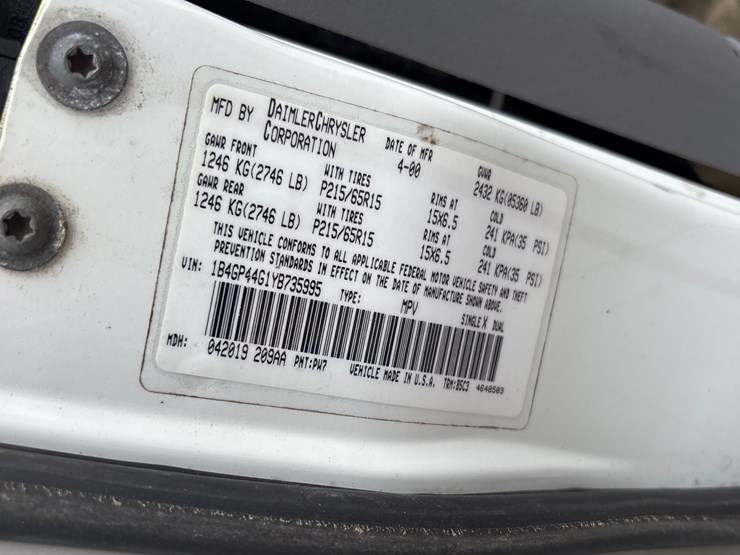 MFD BY DAIMLERCHRYSLER CORPORATION DATE OF MFR 4-00 GVWR 2432 KG(05360 LB)
GAWR FRONT WITH TIRES RIMS AT COLD
1246 KG(2746 LB) P215/65R15 15X6.5 241 KPA(35 PSI)
GAWR REAR WITH TIRES RIMS AT COLD
1246 KG(2746 LB) P215/65R15 15X6.5 241 KPA(35 PSI)
THIS VEHICLE CONFORMS TO ALL APPLICABLE FEDERAL MOTOR VEHICLE SAFETY AND THEFT
PREVENTION STANDARDS IN EFFECT ON THE DATE OF MANUFACTURE SHOWN ABOVE.
VIN: 1B4GP44G1YB735995 TYPE: MPV SINGLE X DUAL
MDH: 042019 209AA PNT:PW7 VEHICLE MADE IN U.S.A. TRM:B5C3 4648503